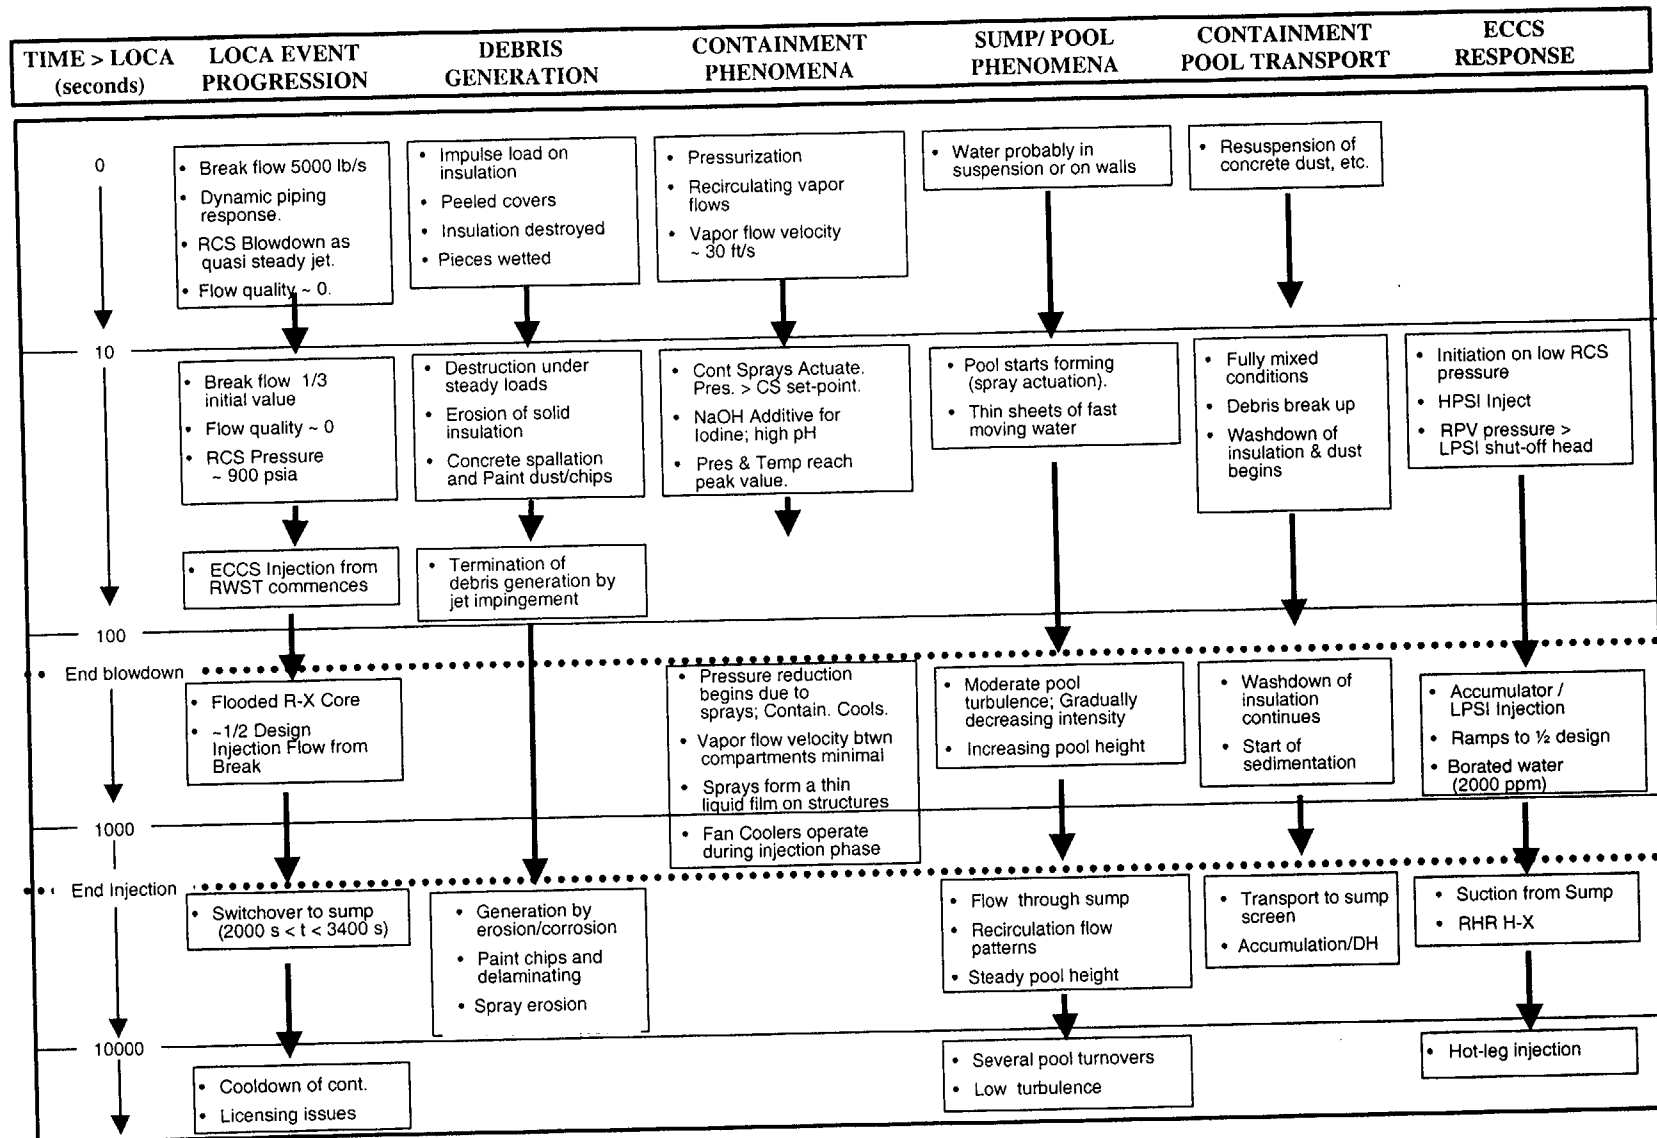 TIME > LOCA
(seconds)
LOCA EVENT
PROGRESSION
DEBRIS
GENERATION
CONTAINMENT
PHENOMENA
SUMP/ POOL
PHENOMENA
CONTAINMENT
POOL TRANSPORT
ECCS
RESPONSE
0
• Break flow 5000 lb/s
• Dynamic piping
response.
• RCS Blowdown as
quasi steady jet.
• Flow quality ~ 0.
• Impulse load on
insulation
• Peeled covers
• Insulation destroyed
• Pieces wetted
• Pressurization
• Recirculating vapor
flows
• Vapor flow velocity
~ 30 ft/s
• Water probably in
suspension or on walls
• Resuspension of
concrete dust, etc.
10
• Break flow 1/3
initial value
• Flow quality ~ 0
• RCS Pressure
~ 900 psia
• Destruction under
steady loads
• Erosion of solid
insulation
• Concrete spallation
and Paint dust/chips
• Cont Sprays Actuate.
Pres. > CS set-point.
• NaOH Additive for
Iodine; high pH
• Pres & Temp reach
peak value.
• Pool starts forming
(spray actuation).
• Thin sheets of fast
moving water
• Fully mixed
conditions
• Debris break up
• Washdown of
insulation & dust
begins
• Initiation on low RCS
pressure
• HPSI Inject
• RPV pressure >
LPSI shut-off head
• ECCS Injection from
RWST commences
• Termination of
debris generation by
jet impingement
100
End blowdown
• Flooded R-X Core
• ~1/2 Design
Injection Flow from
Break
• Pressure reduction
begins due to
sprays; Contain. Cools.
• Vapor flow velocity btwn
compartments minimal
• Sprays form a thin
liquid film on structures
• Fan Coolers operate
during injection phase
• Moderate pool
turbulence; Gradually
decreasing intensity
• Increasing pool height
• Washdown of
insulation
continues
• Start of
sedimentation
• Accumulator /
LPSI Injection
• Ramps to ½ design
• Borated water
(2000 ppm)
1000
End Injection
• Switchover to sump
(2000 s < t < 3400 s)
• Generation by
erosion/corrosion
• Paint chips and
delaminating
• Spray erosion
• Flow through sump
• Recirculation flow
patterns
• Steady pool height
• Transport to sump
screen
• Accumulation/DH
• Suction from Sump
• RHR H-X
10000
• Cooldown of cont.
• Licensing issues
• Several pool turnovers
• Low turbulence
• Hot-leg injection